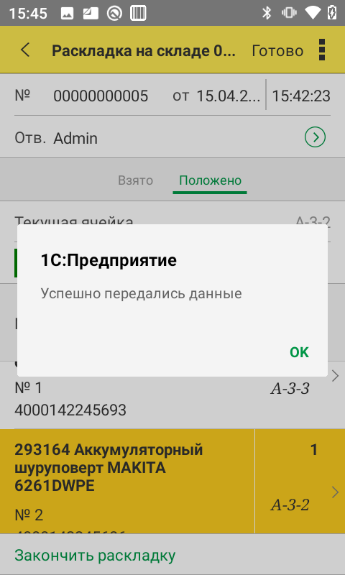 15:45
Раскладка на складе 0... Готово
№ 00000000005 от 15.04.2... 15:42:23
Отв. Admin
Взято Положено
Текущая ячейка А-3-2
1С:Предприятие
Успешно передались данные
OK
№ 1 А-3-3
4000142245693
293164 Аккумуляторный 1
шуруповерт MAKITA
6261DWPE
№ 2 А-3-2
Закончить раскладку